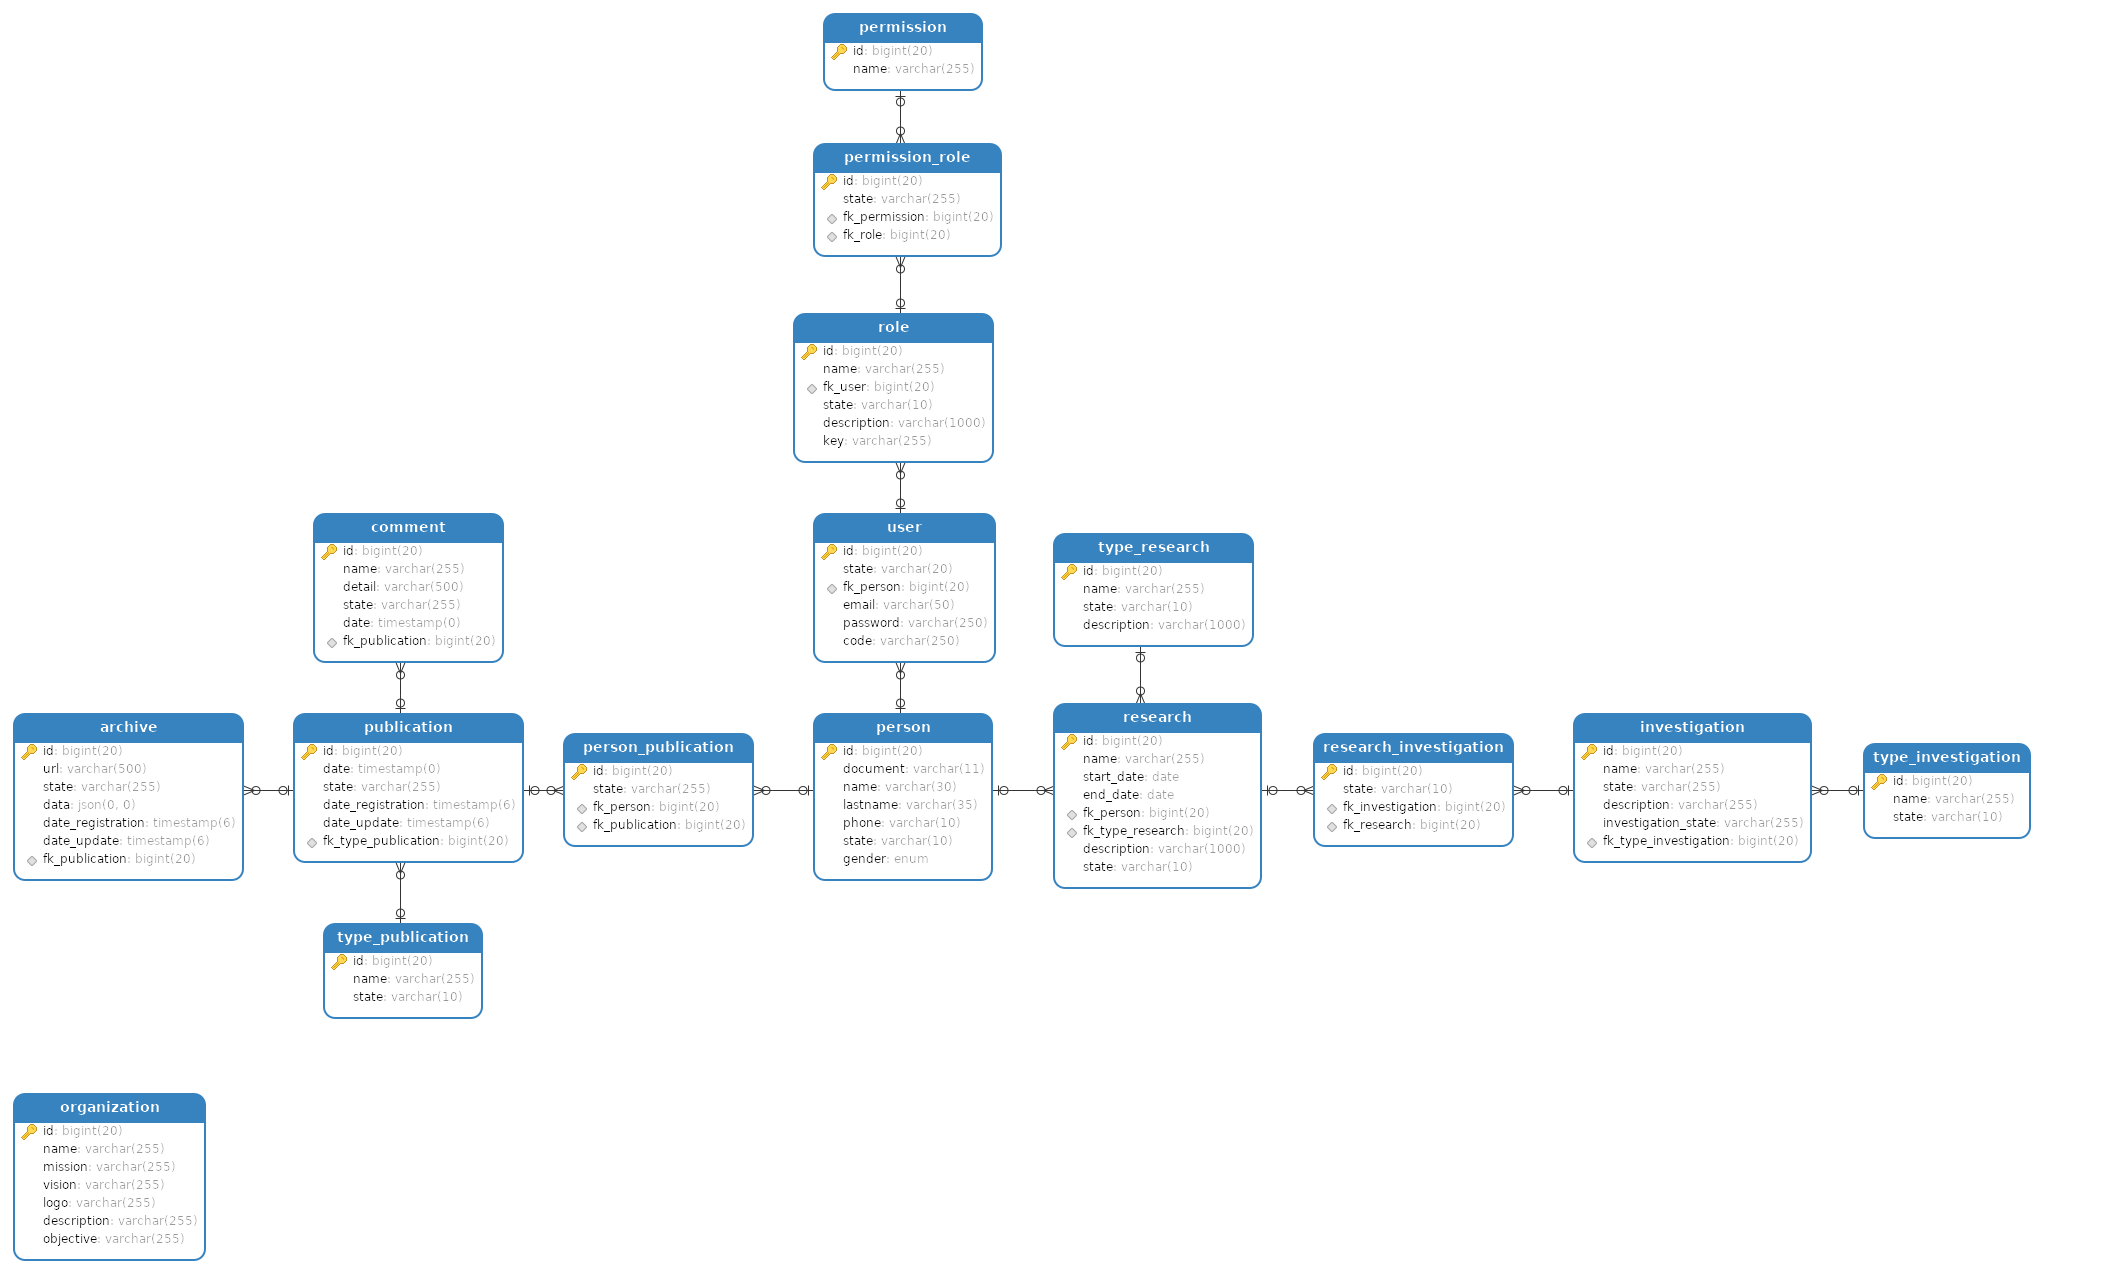 permission
id: bigint(20)
name: varchar(255)
permission_role
id: bigint(20)
state: varchar(255)
fk_permission: bigint(20)
fk_role: bigint(20)
role
id: bigint(20)
name: varchar(255)
fk_user: bigint(20)
state: varchar(10)
description: varchar(1000)
key: varchar(255)
comment
id: bigint(20)
name: varchar(255)
detail: varchar(500)
state: varchar(255)
date: timestamp(0)
fk_publication: bigint(20)
user
id: bigint(20)
state: varchar(20)
fk_person: bigint(20)
email: varchar(50)
password: varchar(250)
code: varchar(250)
type_research
id: bigint(20)
name: varchar(255)
state: varchar(10)
description: varchar(1000)
archive
id: bigint(20)
url: varchar(500)
state: varchar(255)
data: json(0, 0)
date_registration: timestamp(6)
date_update: timestamp(6)
fk_publication: bigint(20)
publication
id: bigint(20)
date: timestamp(0)
state: varchar(255)
date_registration: timestamp(6)
date_update: timestamp(6)
fk_type_publication: bigint(20)
person_publication
id: bigint(20)
state: varchar(255)
fk_person: bigint(20)
fk_publication: bigint(20)
person
id: bigint(20)
document: varchar(11)
name: varchar(30)
lastname: varchar(35)
phone: varchar(10)
state: varchar(10)
gender: enum
research
id: bigint(20)
name: varchar(255)
start_date: date
end_date: date
fk_person: bigint(20)
fk_type_research: bigint(20)
description: varchar(1000)
state: varchar(10)
research_investigation
id: bigint(20)
state: varchar(10)
fk_investigation: bigint(20)
fk_research: bigint(20)
investigation
id: bigint(20)
name: varchar(255)
state: varchar(255)
description: varchar(255)
investigation_state: varchar(255)
fk_type_investigation: bigint(20)
type_investigation
id: bigint(20)
name: varchar(255)
state: varchar(10)
type_publication
id: bigint(20)
name: varchar(255)
state: varchar(10)
organization
id: bigint(20)
name: varchar(255)
mission: varchar(255)
vision: varchar(255)
logo: varchar(255)
description: varchar(255)
objective: varchar(255)